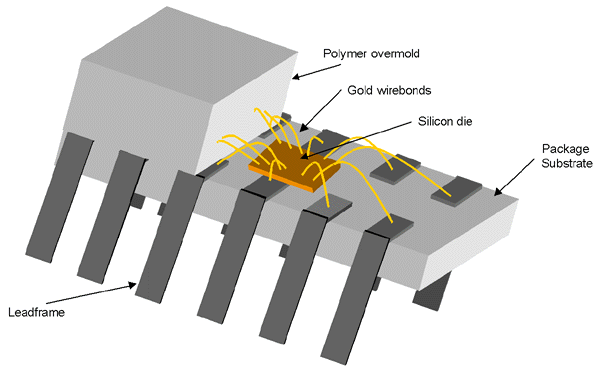 Polymer overmold
Gold wirebonds
Silicon die
Package
Substrate
Leadframe